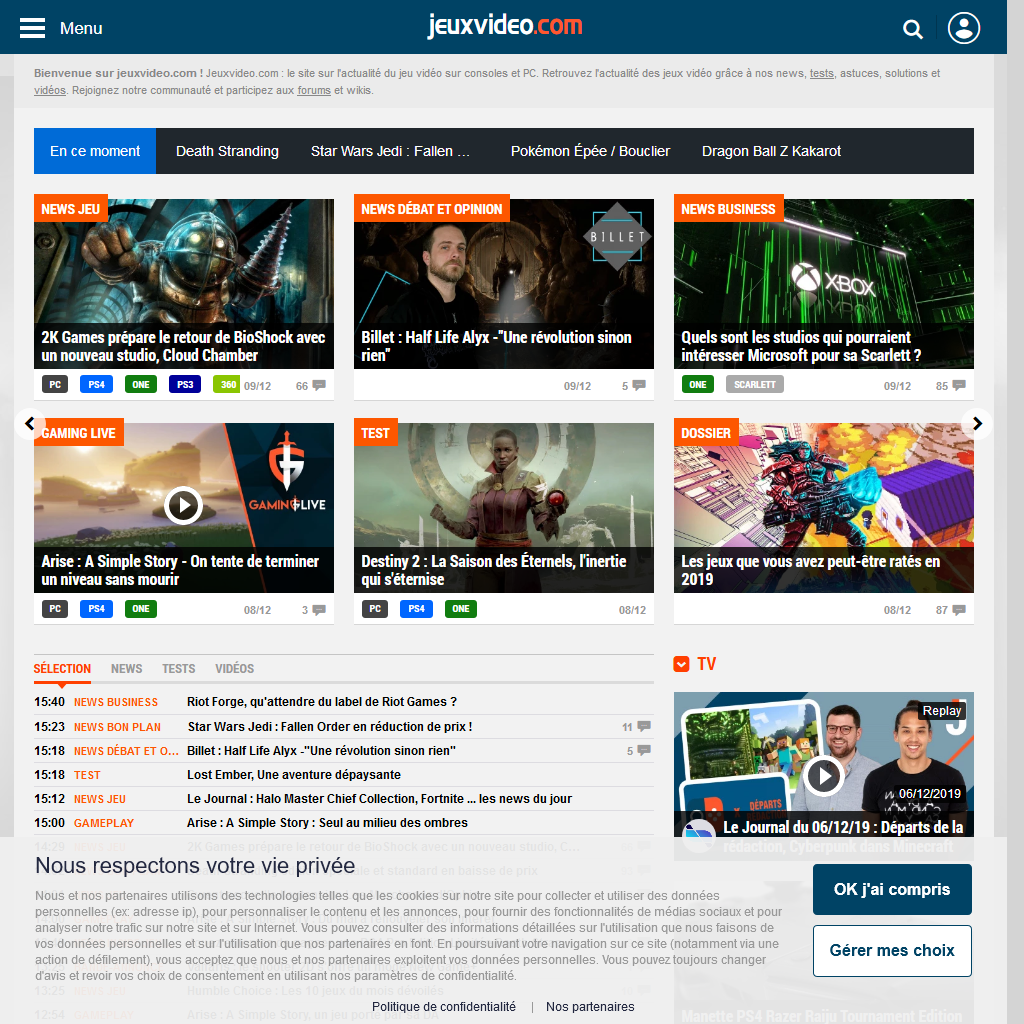 Menu
jeuxvideo.com
Bienvenue sur jeuxvideo.com ! Jeuxvideo.com : le site sur l'actualité du jeu vidéo sur consoles et PC. Retrouvez l'actualité des jeux vidéo grâce à nos news, tests, astuces, solutions et
vidéos. Rejoignez notre communauté et participez aux forums et wikis.
En ce moment Death Stranding Star Wars Jedi : Fallen ... Pokémon Épée / Bouclier Dragon Ball Z Kakarot
NEWS JEU
2K Games prépare le retour de BioShock avec
un nouveau studio, Cloud Chamber
PC PS4 ONE PS3 360 09/12 66
NEWS DÉBAT ET OPINION
BILLET
Billet : Half Life Alyx -"Une révolution sinon
rien"
09/12 5
NEWS BUSINESS
XBOX
Quels sont les studios qui pourraient
intéresser Microsoft pour sa Scarlett ?
ONE SCARLETT 09/12 85
GAMING LIVE
GAMING LIVE
Arise : A Simple Story - On tente de terminer
un niveau sans mourir
PC PS4 ONE 08/12 3
TEST
Destiny 2 : La Saison des Éternels, l'inertie
qui s'éternise
PC PS4 ONE 08/12
DOSSIER
Les jeux que vous avez peut-être ratés en
2019
08/12 87
SÉLECTION NEWS TESTS VIDÉOS
15:40 NEWS BUSINESS Riot Forge, qu'attendre du label de Riot Games ?
15:23 NEWS BON PLAN Star Wars Jedi : Fallen Order en réduction de prix ! 11
15:18 NEWS DÉBAT ET O... Billet : Half Life Alyx -"Une révolution sinon rien" 5
15:18 TEST Lost Ember, Une aventure dépaysante
15:12 NEWS JEU Le Journal : Halo Master Chief Collection, Fortnite ... les news du jour
15:00 GAMEPLAY Arise : A Simple Story : Seul au milieu des ombres
14:29 NEWS JEU 2K Games prépare le retour de BioShock avec un nouveau studio, C...
TV
Replay
06/12/2019
DÉPARTS
Le Journal du 06/12/19 : Départs de la
rédaction, Cyberpunk dans Minecraft
Nous respectons votre vie privée
Nous et nos partenaires utilisons des technologies telles que les cookies sur notre site pour collecter et utiliser des données
personnelles (ex: adresse ip), pour personnaliser le contenu et les annonces, pour fournir des fonctionnalités de médias sociaux et pour
analyser notre trafic sur notre site et sur Internet. Vous pouvez consulter des informations détaillées sur l'utilisation que nous faisons de
vos données personnelles et sur l'utilisation que nos partenaires en font. En poursuivant votre navigation sur ce site (notamment via une
action de défilement), vous acceptez que nous et nos partenaires exploitent vos données personnelles. Vous pouvez toujours changer
d'avis et revoir vos choix de consentement en utilisant nos paramètres de confidentialité.
OK j'ai compris
Gérer mes choix
13:25 Humble Choice : Les 10 jeux du mois dévoilés
Politique de confidentialité | Nos partenaires
12:54 GAMEPLAY Arise : A Simple Story, un jeu porté par sa DA
Manette PS4 Razer Raiju Tournament Edition